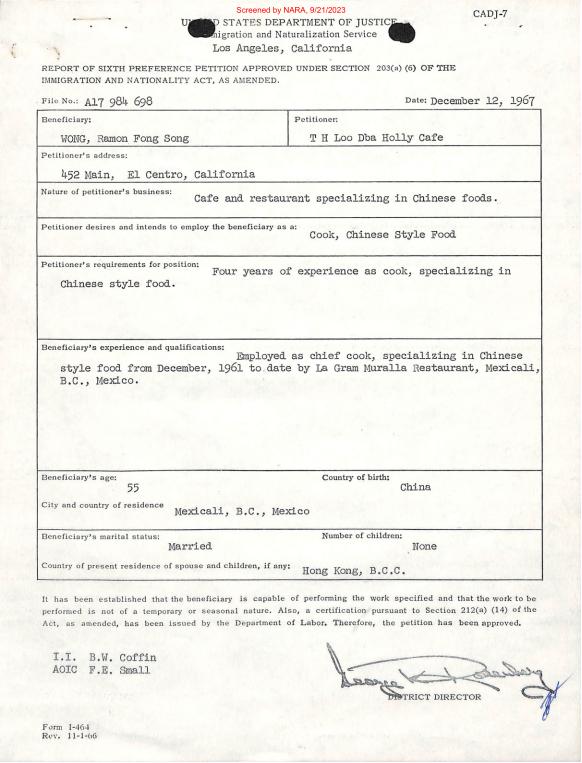 Screened by NARA, 9/21/2023
CADJ-7
D STATES DEPARTMENT OF JUSTICE
migration and Naturalization Service
Los Angeles, California
REPORT OF SIXTH PREFERENCE PETITION APPROVED UNDER SECTION 203(a) (6) OF THE
IMMIGRATION AND NATIONALITY ACT, AS AMENDED.
File No.: A17 984 698
Date: December 12, 1967
Beneficiary:
WONG, Ramon Fong Song
Petitioner:
T H Loo Dba Holly Cafe
Petitioner's address:
452 Main, El Centro, California
Nature of petitioner's business: Cafe and restaurant specializing in Chinese foods.
Petitioner desires and intends to employ the beneficiary as a:
Cook, Chinese Style Food
Petitioner's requirements for position: Four years of experience as cook, specializing in
Chinese style food.
Beneficiary's experience and qualifications: Employed as chief cook, specializing in Chinese
style food from December, 1961 to date by La Gram Muralla Restaurant, Mexicali,
B.C., Mexico.
Beneficiary's age: 55
Country of birth: China
City and country of residence Mexicali, B.C., Mexico
Beneficiary's marital status: Married
Number of children: None
Country of present residence of spouse and children, if any: Hong Kong, B.C.C.
It has been established that the beneficiary is capable of performing the work specified and that the work to be
performed is not of a temporary or seasonal nature. Also, a certification pursuant to Section 212(a) (14) of the
Act, as amended, has been issued by the Department of Labor. Therefore, the petition has been approved.
I.I. B.W. Coffin
AOIC F.E. Small
George K. Rosenberg
DISTRICT DIRECTOR
Form I-464
Rev. 11-1-66